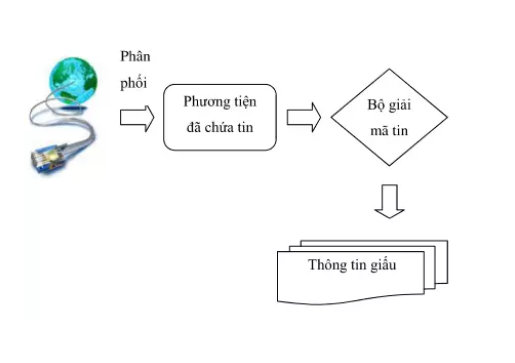 Phân
phối
Phương tiện
đã chứa tin
Bộ giải
mã tin
Thông tin giấu